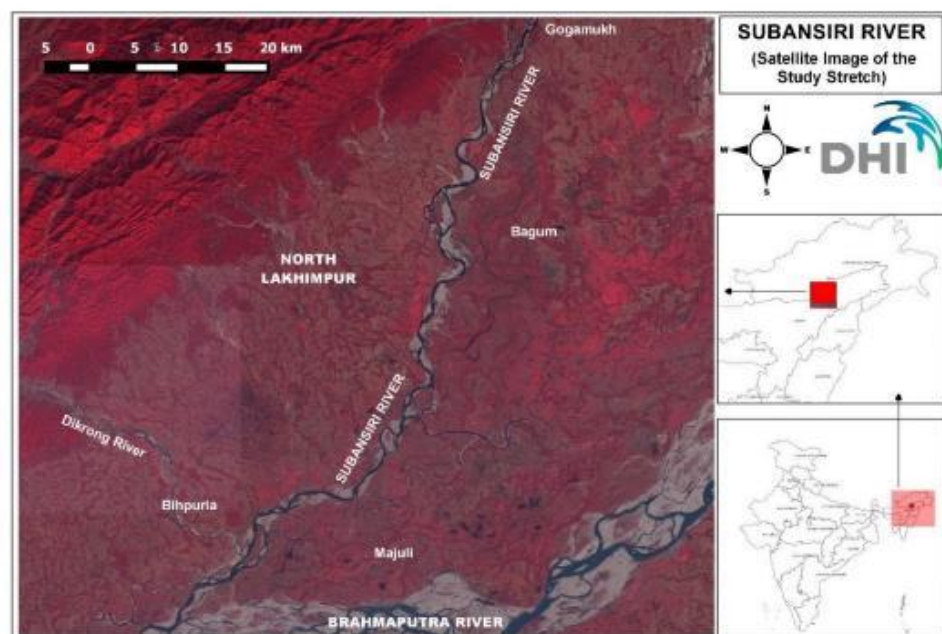 5 0 5 10 15 20 km
Gogamukh
SUBANSIRI RIVER
Bagum
NORTH
LAKHIMPUR
SUBANSIRI RIVER
Dikrong River
Bihpuria
Majuli
BRAHMAPUTRA RIVER
SUBANSIRI RIVER
(Satellite Image of the
Study Stretch)
N
W E
S
DHI